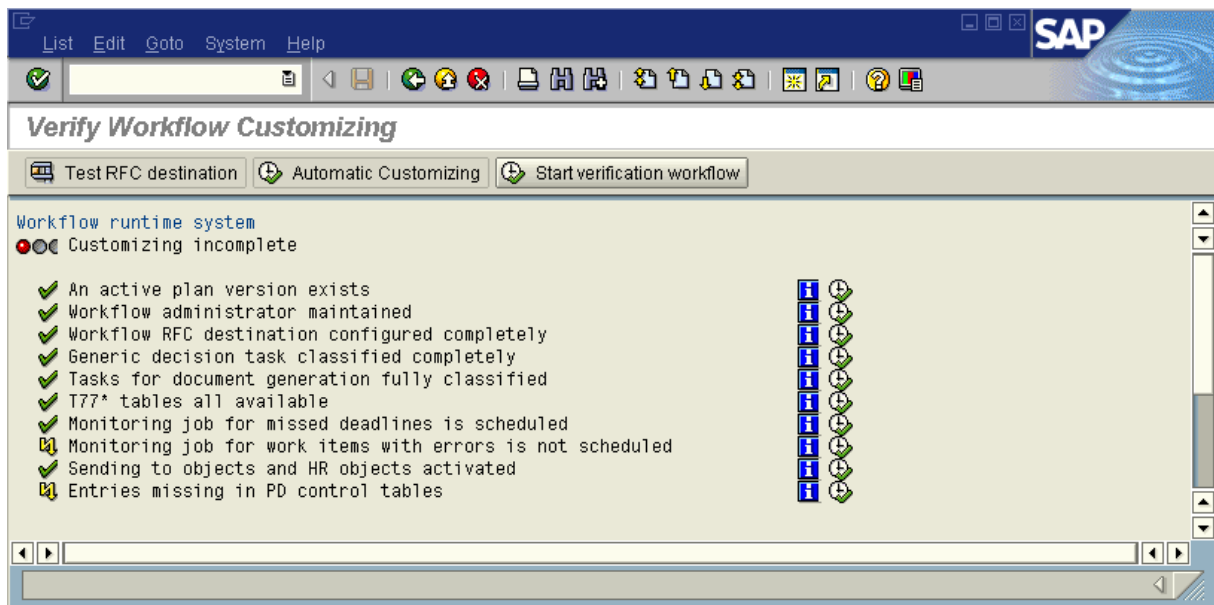 List Edit Goto System Help
SAP
Verify Workflow Customizing
Test RFC destination Automatic Customizing Start verification workflow
Workflow runtime system
Customizing incomplete
An active plan version exists
Workflow administrator maintained
Workflow RFC destination configured completely
Generic decision task classified completely
Tasks for document generation fully classified
T77* tables all available
Monitoring job for missed deadlines is scheduled
Monitoring job for work items with errors is not scheduled
Sending to objects and HR objects activated
Entries missing in PD control tables